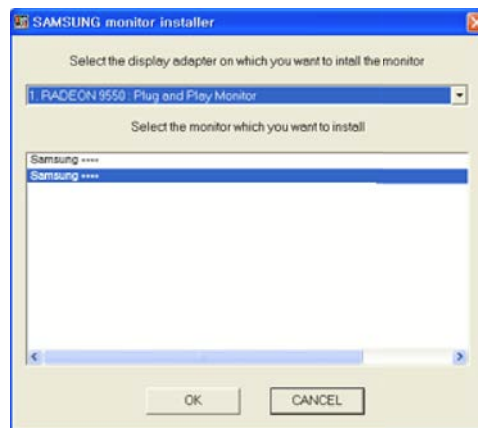 SAMSUNG monitor installer
Select the display adapter on which you want to intall the monitor
1. RADEON 9550 : Plug and Play Monitor
Select the monitor which you want to install
Samsung ••••
Samsung ••••
OK
CANCEL